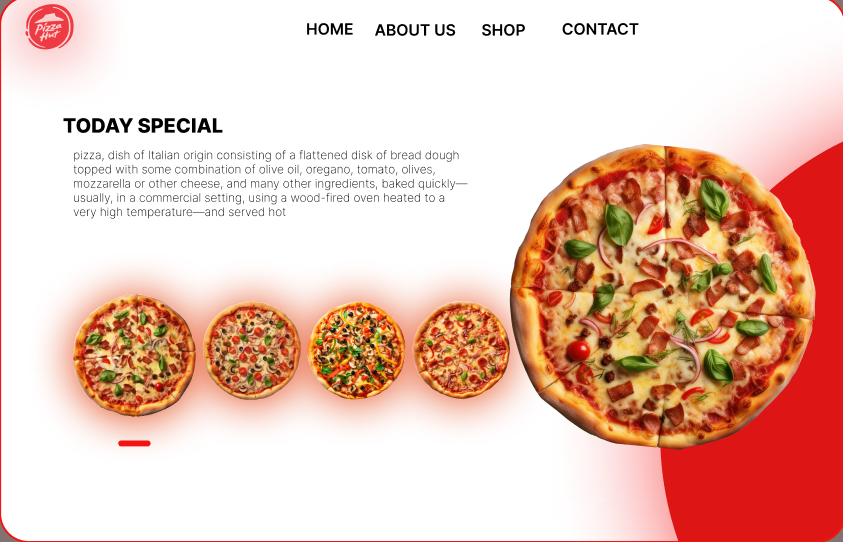 Pizza
Hut
HOME ABOUT US SHOP CONTACT
TODAY SPECIAL
pizza, dish of Italian origin consisting of a flattened disk of bread dough
topped with some combination of olive oil, oregano, tomato, olives,
mozzarella or other cheese, and many other ingredients, baked quickly—
usually, in a commercial setting, using a wood-fired oven heated to a
very high temperature—and served hot